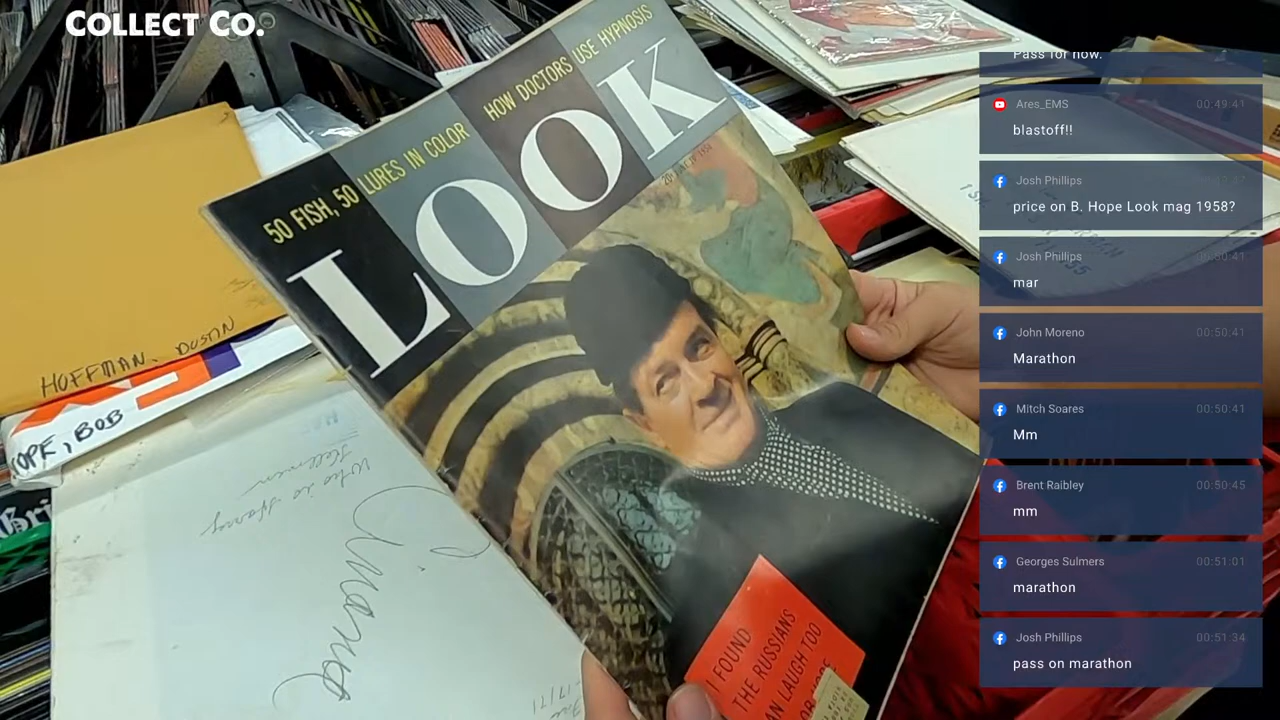 COLLECT CO.
50 FISH, 50 LURES IN COLOR
HOW DOCTORS USE HYPNOSIS
LOOK
I FOUND
THE RUSSIANS
AN LAUGH TOO
HOFFMAN, DUSTIN
OPE, BOB
Pass for now.
Ares_EMS 00:49:41
blastoff!!
Josh Phillips
price on B. Hope Look mag 1958?
Josh Phillips
mar
John Moreno 00:50:41
Marathon
Mitch Soares 00:50:41
Mm
Brent Raibley 00:50:45
mm
Georges Sulmers 00:51:01
marathon
Josh Phillips 00:51:34
pass on marathon